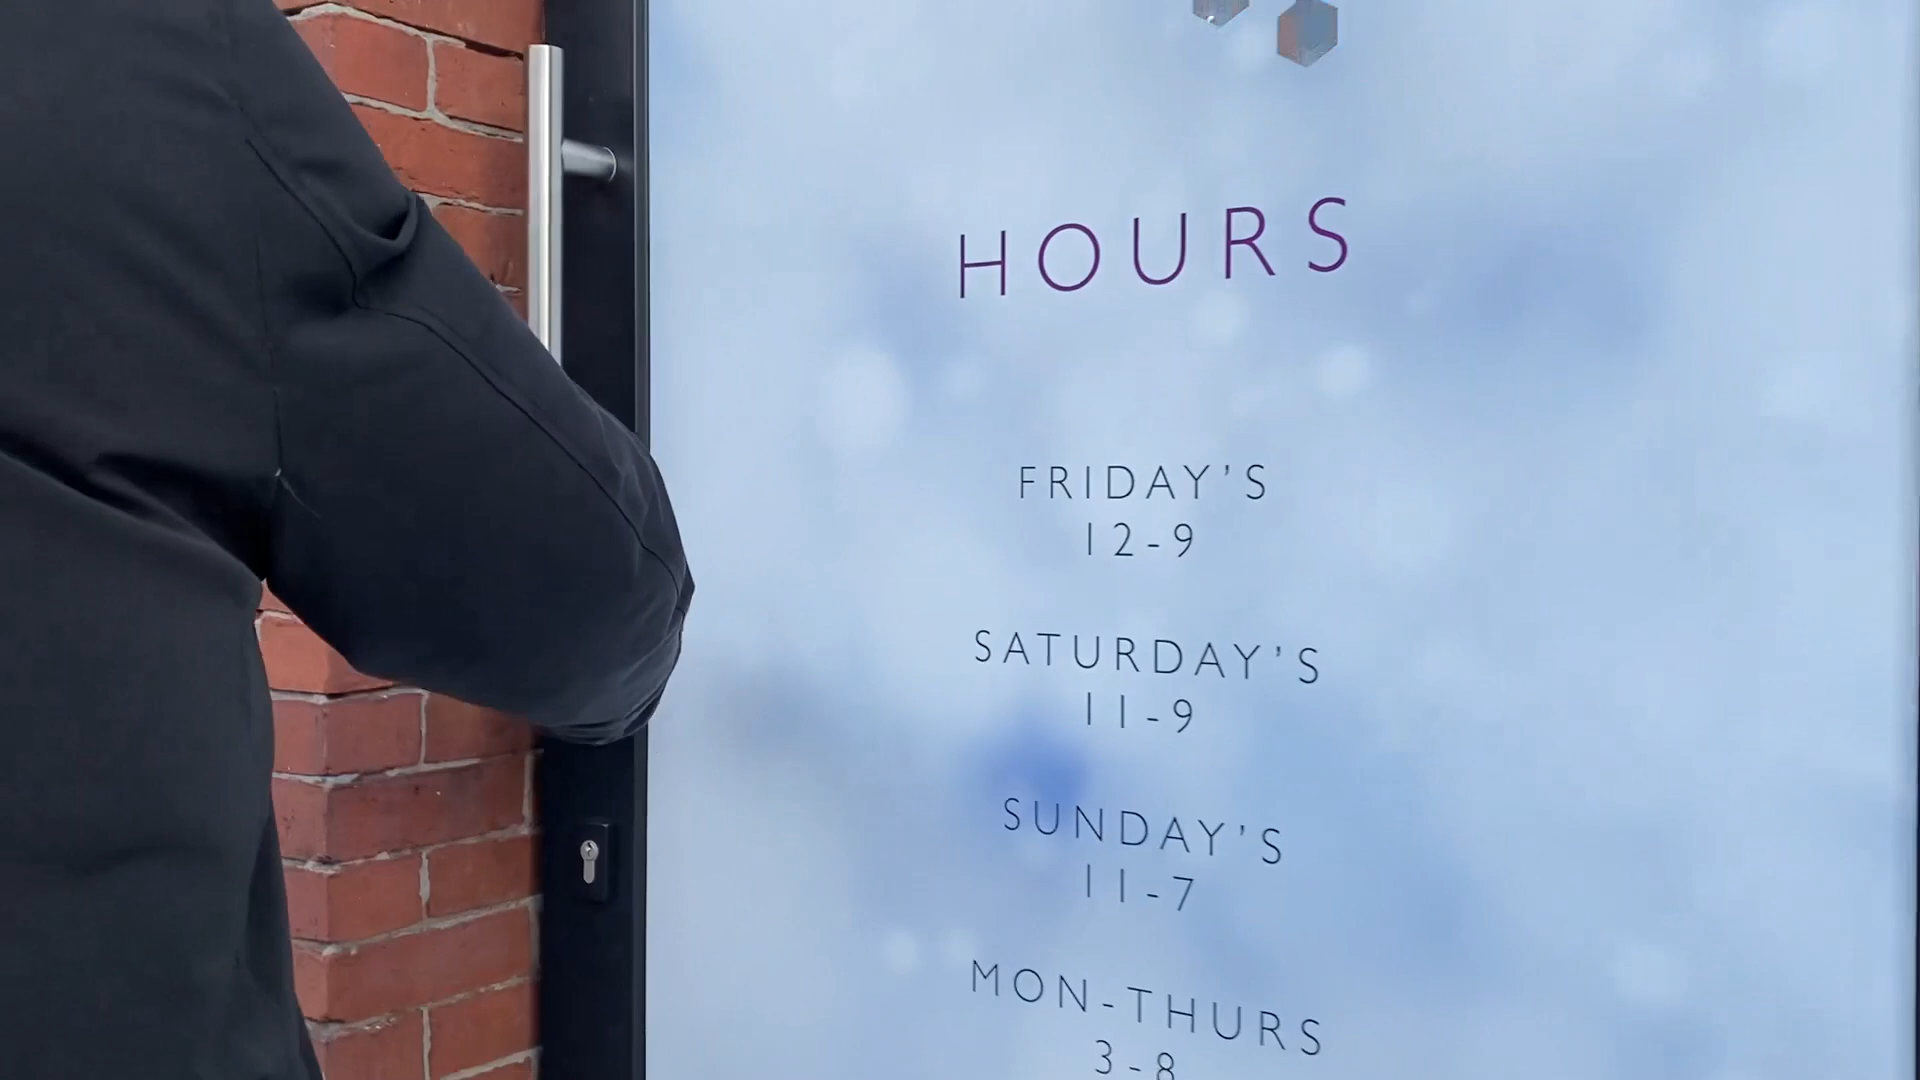 HOURS
FRIDAY'S
12-9
SATURDAY'S
11-9
SUNDAY'S
11-7
MON-THURS
3-8